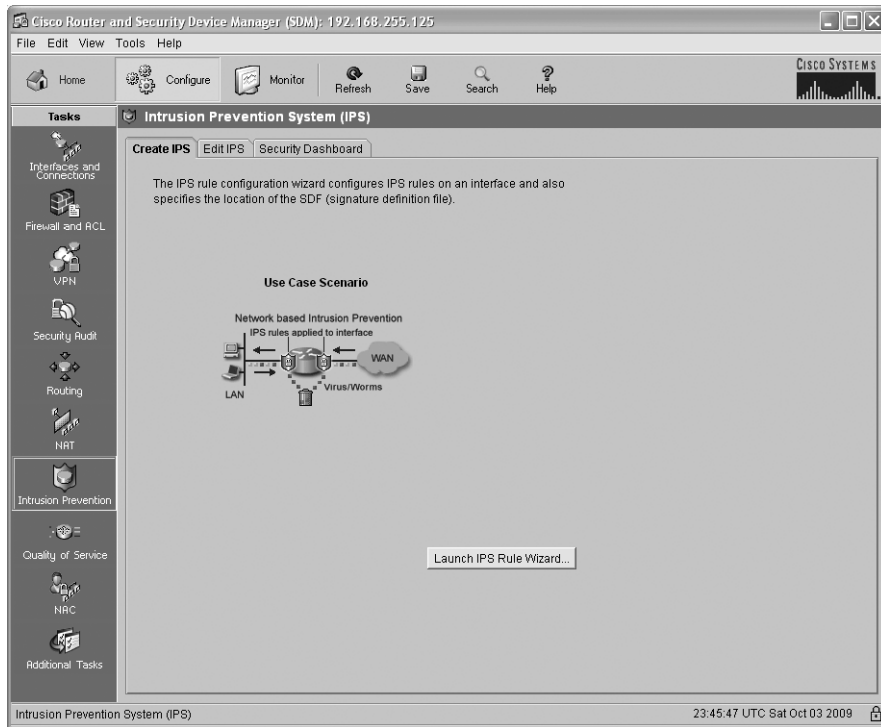 Cisco Router and Security Device Manager (SDM): 192.168.255.125
File Edit View Tools Help
Home
Configure
Monitor
Refresh
Save
Search
Help
CISCO SYSTEMS
Tasks
Intrusion Prevention System (IPS)
Interfaces and
Connections
Firewall and ACL
VPN
Security Audit
Routing
NAT
Intrusion Prevention
Quality of Service
NAC
Additional Tasks
Create IPS
Edit IPS
Security Dashboard
The IPS rule configuration wizard configures IPS rules on an interface and also
specifies the location of the SDF (signature definition file).
Use Case Scenario
Network based Intrusion Prevention
IPS rules applied to interface
WAN
LAN
Virus/Worms
Launch IPS Rule Wizard...
Intrusion Prevention System (IPS)
23:45:47 UTC Sat Oct 03 2009